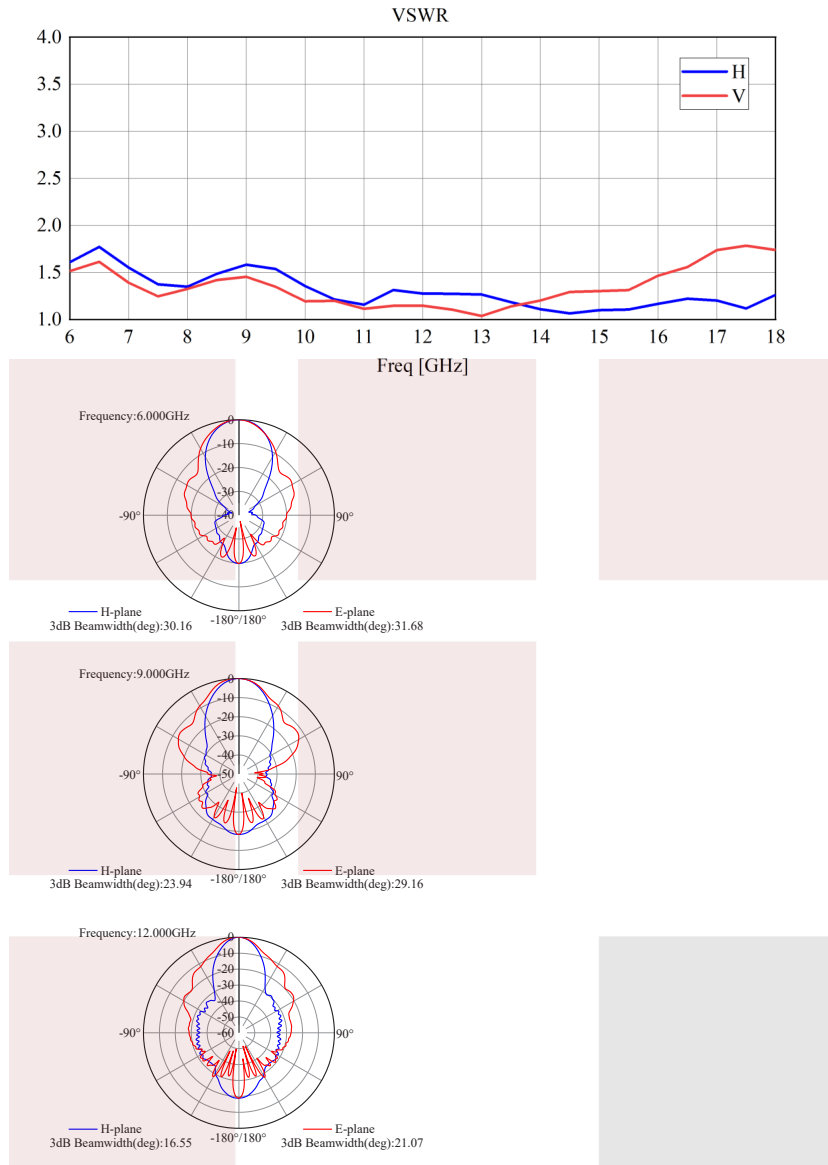 VSWR
4.0
3.5
3.0
2.5
2.0
1.5
1.0
H
V
6 7 8 9 10 11 12 13 14 15 16 17 18
Freq [GHz]
Frequency:6.000GHz
0
-10
-20
-30
-40
-90°
90°
-180°/180°
H-plane
3dB Beamwidth(deg):30.16
E-plane
3dB Beamwidth(deg):31.68
Frequency:9.000GHz
0
-10
-20
-30
-40
-50
-90°
90°
-180°/180°
H-plane
3dB Beamwidth(deg):23.94
E-plane
3dB Beamwidth(deg):29.16
Frequency:12.000GHz
0
-10
-20
-30
-40
-50
-60
-90°
90°
-180°/180°
H-plane
3dB Beamwidth(deg):16.55
E-plane
3dB Beamwidth(deg):21.07